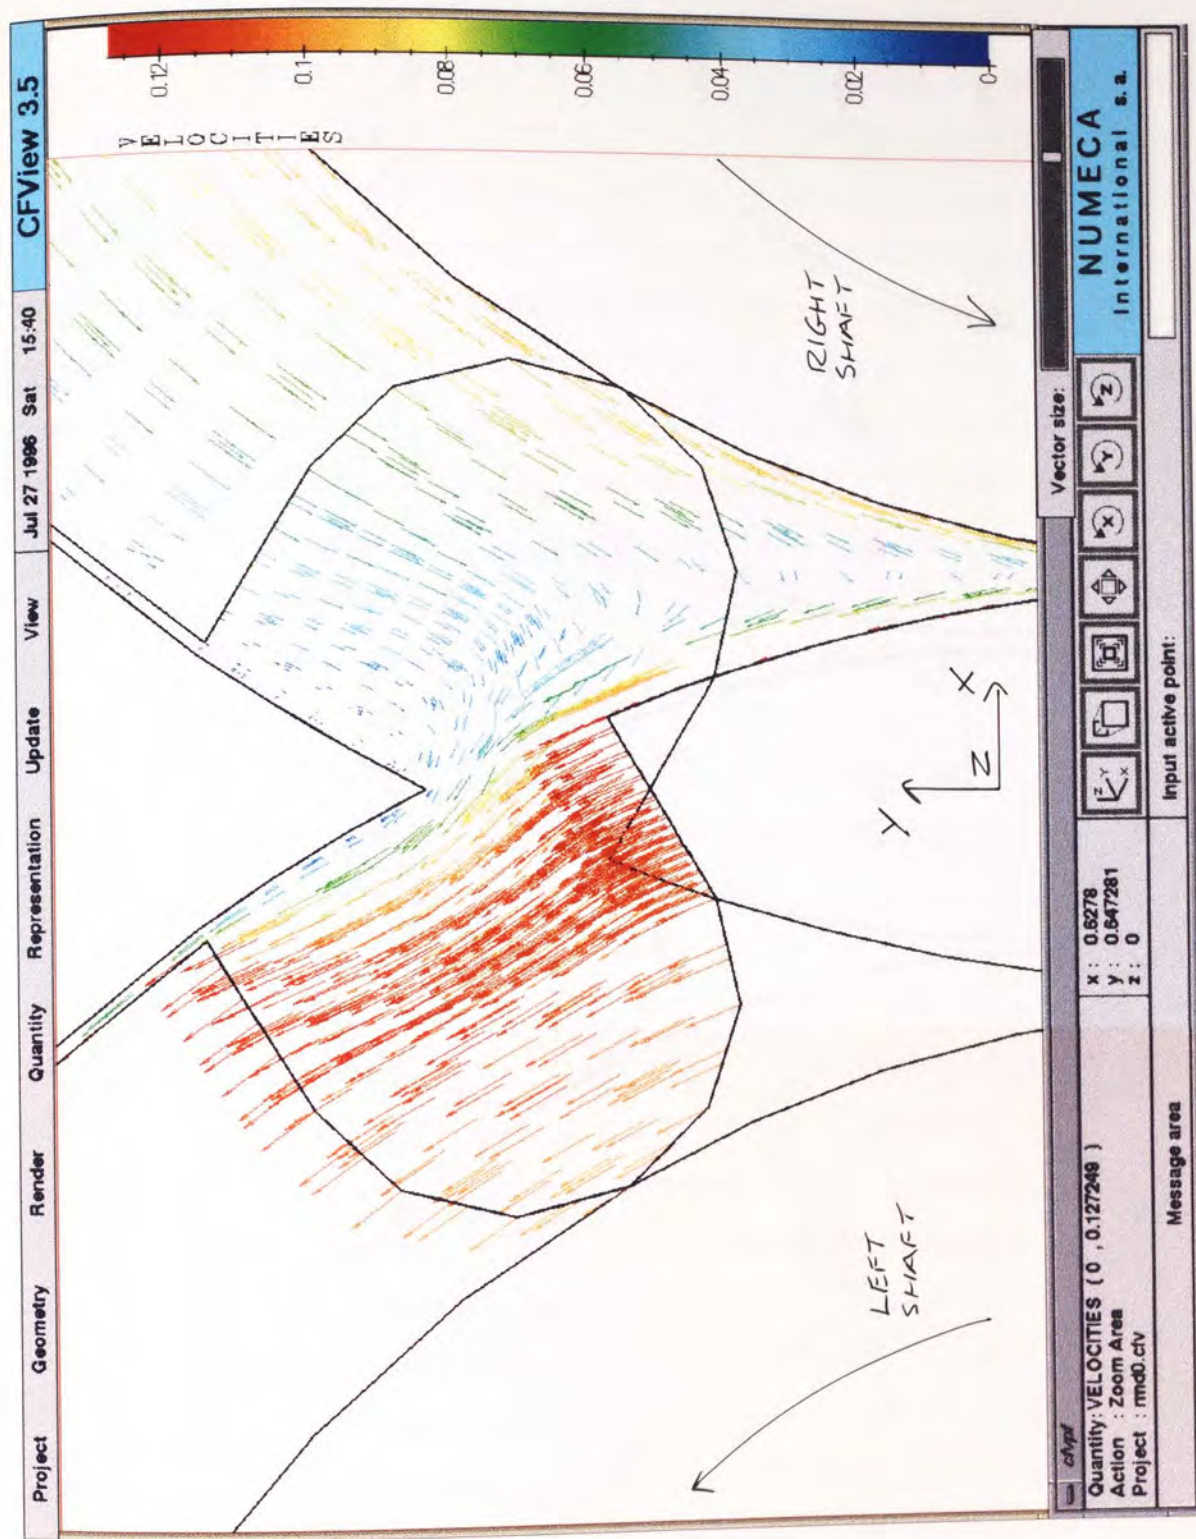 Project Geometry Render Quantity Representation Update View Jul 27 1996 Sat 15:40 CFView 3.5
VELOCITIES
0.12
0.1
0.08
0.06
0.04
0.02
0
LEFT
SHAFT
RIGHT
SHAFT
Y
Z X
cfvpl
Vector size:
Quantity: VELOCITIES ( 0 , 0.127249 )
Action : Zoom Area
Project : rmd0.cfv
x : 0.6278
y : 0.647281
z : 0
Z Y X
X
Y
Z
NUMECA
International s.a.
Message area
Input active point: